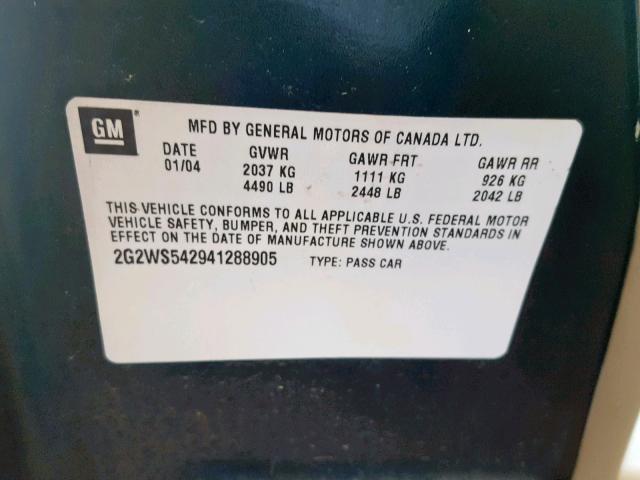 GM MFD BY GENERAL MOTORS OF CANADA LTD.
DATE GVWR GAWR FRT GAWR RR
01/04 2037 KG 1111 KG 926 KG
4490 LB 2448 LB 2042 LB
THIS VEHICLE CONFORMS TO ALL APPLICABLE U.S. FEDERAL MOTOR
VEHICLE SAFETY, BUMPER, AND THEFT PREVENTION STANDARDS IN
EFFECT ON THE DATE OF MANUFACTURE SHOWN ABOVE.
2G2WS542941288905 TYPE: PASS CAR